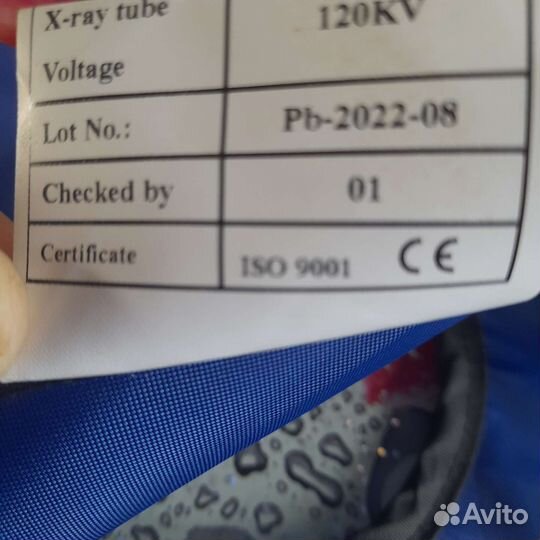 X-ray tube 120KV
Voltage
Lot No.: Pb-2022-08
Checked by 01
Certificate ISO 9001 CE
Avito